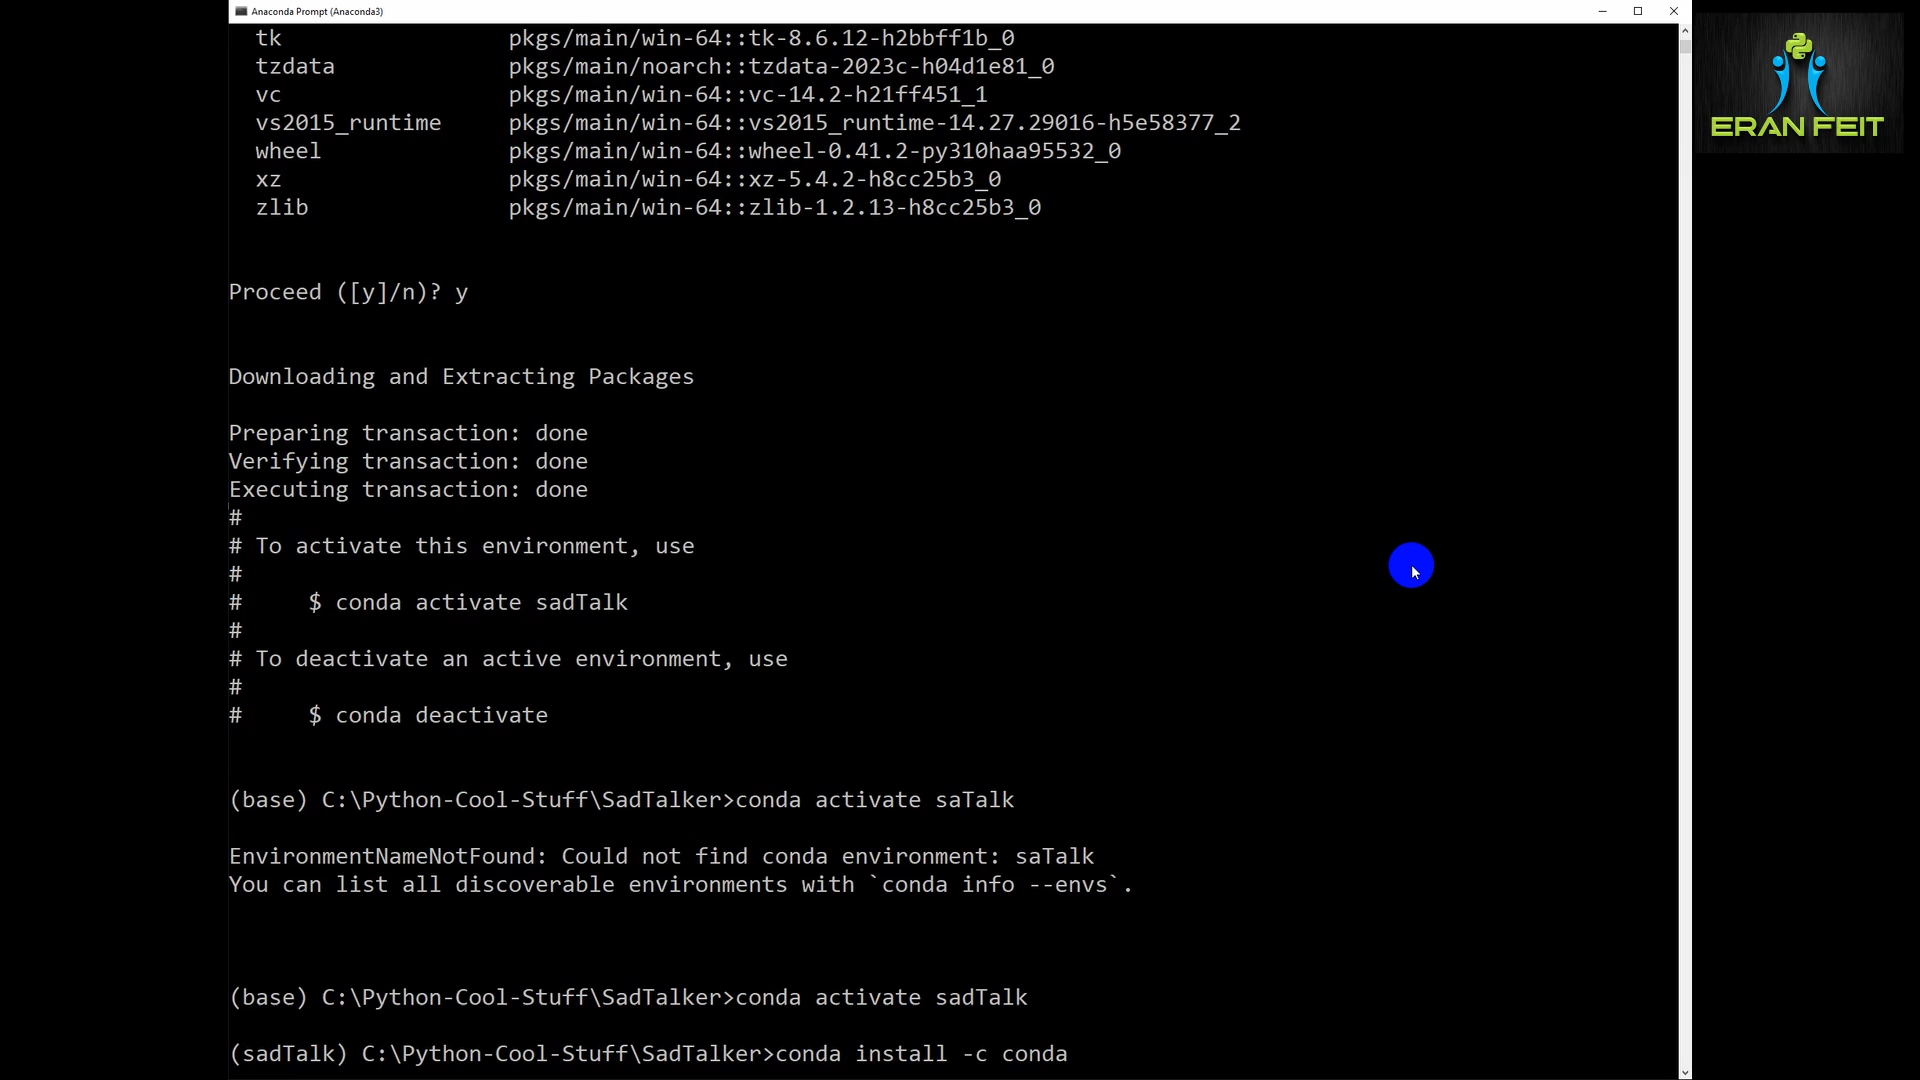 Anaconda Prompt (Anaconda3)
tk pkgs/main/win-64::tk-8.6.12-h2bbff1b_0
tzdata pkgs/main/noarch::tzdata-2023c-h04d1e81_0
vc pkgs/main/win-64::vc-14.2-h21ff451_1
vs2015_runtime pkgs/main/win-64::vs2015_runtime-14.27.29016-h5e58377_2
wheel pkgs/main/win-64::wheel-0.41.2-py310haa95532_0
xz pkgs/main/win-64::xz-5.4.2-h8cc25b3_0
zlib pkgs/main/win-64::zlib-1.2.13-h8cc25b3_0
Proceed ([y]/n)? y
Downloading and Extracting Packages
Preparing transaction: done
Verifying transaction: done
Executing transaction: done
#
# To activate this environment, use
#
# $ conda activate sadTalk
#
# To deactivate an active environment, use
#
# $ conda deactivate
(base) C:\Python-Cool-Stuff\SadTalker>conda activate saTalk
EnvironmentNameNotFound: Could not find conda environment: saTalk
You can list all discoverable environments with `conda info --envs`.
(base) C:\Python-Cool-Stuff\SadTalker>conda activate sadTalk
(sadTalk) C:\Python-Cool-Stuff\SadTalker>conda install -c conda
ERAN FEIT